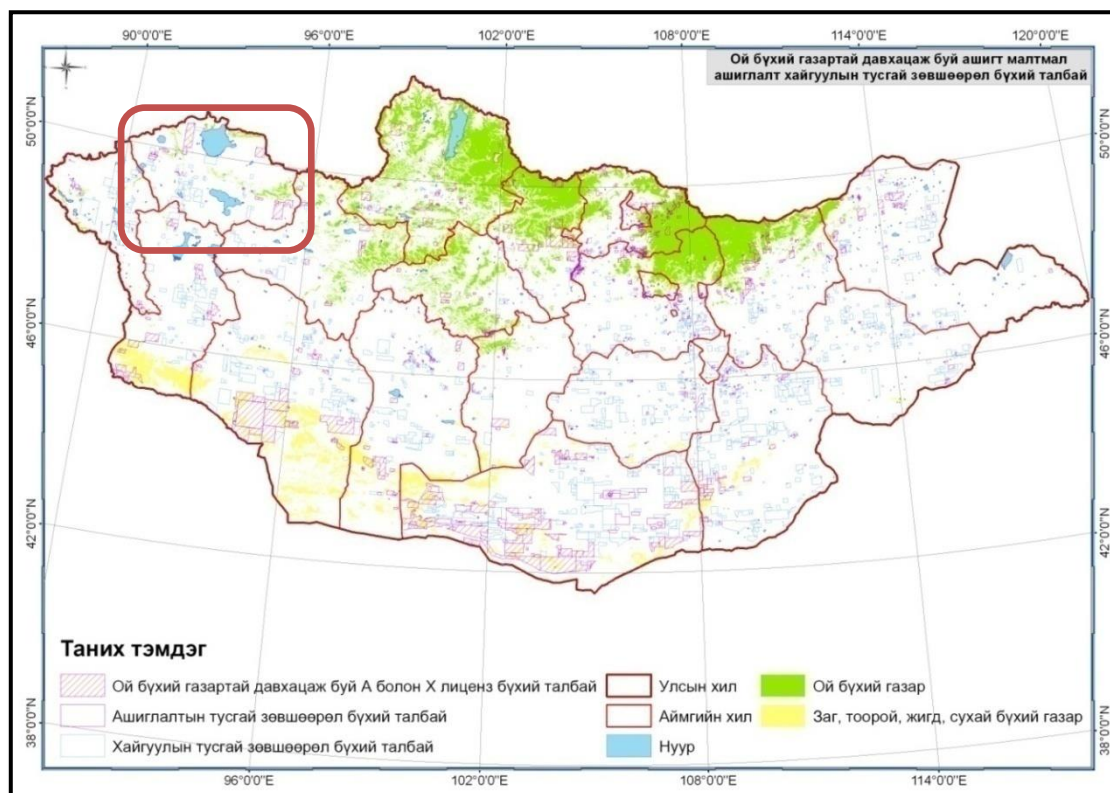 90°0'0"E 96°0'0"E 102°0'0"E 108°0'0"E 114°0'0"E 120°0'0"E
Ой бүхий газартай давхацаж буй ашигт малтмал
ашиглалт хайгуулын тусгай зөвшөөрөл бүхий талбай
50°0'0"N 50°0'0"N
46°0'0"N 46°0'0"N
42°0'0"N 42°0'0"N
38°0'0"N 38°0'0"N
Таних тэмдэг
Ой бүхий газартай давхацаж буй А болон Х лиценз бүхий талбай
Ашиглалтын тусгай зөвшөөрөл бүхий талбай
Хайгуулын тусгай зөвшөөрөл бүхий талбай
Улсын хил
Аймгийн хил
Нуур
Ой бүхий газар
Заг, тоорой, жигд, сухай бүхий газар
96°0'0"E 102°0'0"E 108°0'0"E 114°0'0"E